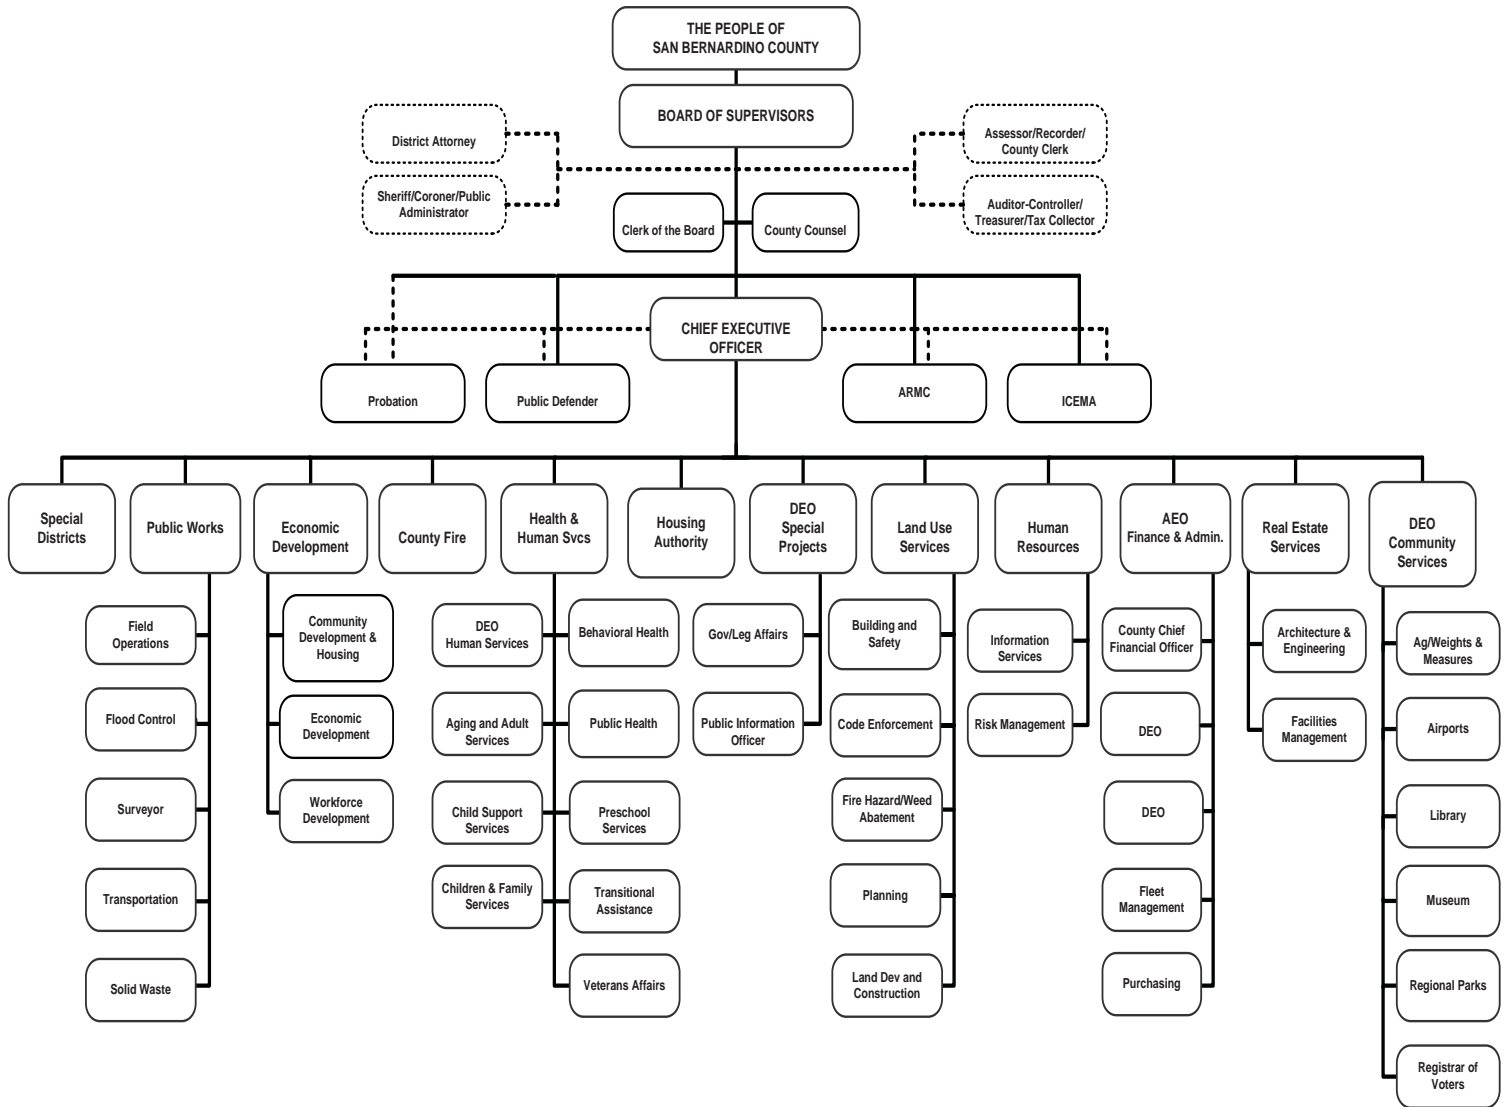 THE PEOPLE OF
SAN BERNARDINO COUNTY
BOARD OF SUPERVISORS
District Attorney
Assessor/Recorder/
County Clerk
Sheriff/Coroner/Public
Administrator
Auditor-Controller/
Treasurer/Tax Collector
Clerk of the Board
County Counsel
CHIEF EXECUTIVE
OFFICER
Probation
Public Defender
ARMC
ICEMA
Special
Districts
Public Works
Economic
Development
County Fire
Health &
Human Svcs
Housing
Authority
DEO
Special
Projects
Land Use
Services
Human
Resources
AEO
Finance & Admin.
Real Estate
Services
DEO
Community
Services
Field
Operations
Flood Control
Surveyor
Transportation
Solid Waste
Community
Development &
Housing
Economic
Development
Workforce
Development
DEO
Human Services
Behavioral Health
Aging and Adult
Services
Public Health
Child Support
Services
Preschool
Services
Children & Family
Services
Transitional
Assistance
Veterans Affairs
Gov/Leg Affairs
Public Information
Officer
Building and
Safety
Code Enforcement
Fire Hazard/Weed
Abatement
Planning
Land Dev and
Construction
Information
Services
Risk Management
County Chief
Financial Officer
DEO
DEO
Fleet
Management
Purchasing
Architecture &
Engineering
Facilities
Management
Ag/Weights &
Measures
Airports
Library
Museum
Regional Parks
Registrar of
Voters